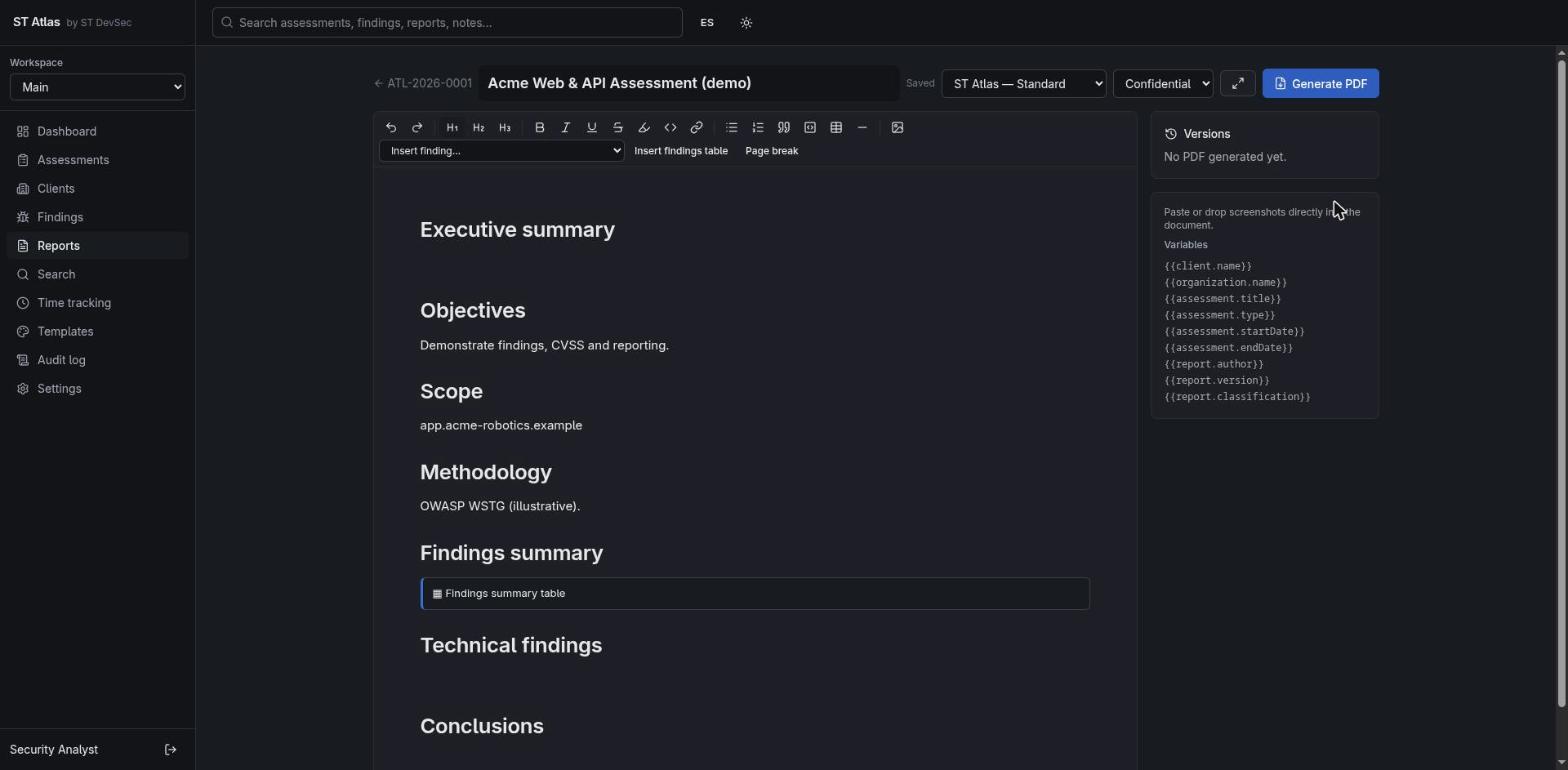 ST Atlas by ST DevSec
Search assessments, findings, reports, notes...
ES
Workspace
Main
Dashboard
Assessments
Clients
Findings
Reports
Search
Time tracking
Templates
Audit log
Settings
Security Analyst
← ATL-2026-0001
Acme Web & API Assessment (demo)
Saved
ST Atlas — Standard
Confidential
Generate PDF
H1 H2 H3 B I U S
Insert finding...
Insert findings table
Page break
Executive summary
Objectives
Demonstrate findings, CVSS and reporting.
Scope
app.acme-robotics.example
Methodology
OWASP WSTG (illustrative).
Findings summary
▦ Findings summary table
Technical findings
Conclusions
Versions
No PDF generated yet.
Paste or drop screenshots directly in the
document.
Variables
{{client.name}}
{{organization.name}}
{{assessment.title}}
{{assessment.type}}
{{assessment.startDate}}
{{assessment.endDate}}
{{report.author}}
{{report.version}}
{{report.classification}}